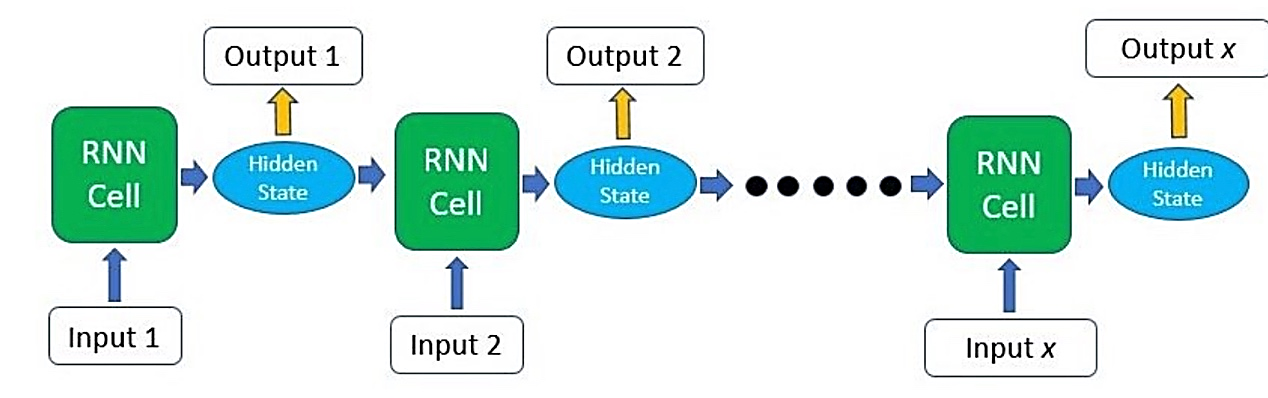 Output 1
Output 2
Output x
RNN
Cell
Hidden
State
RNN
Cell
Hidden
State
RNN
Cell
Hidden
State
Input 1
Input 2
Input x